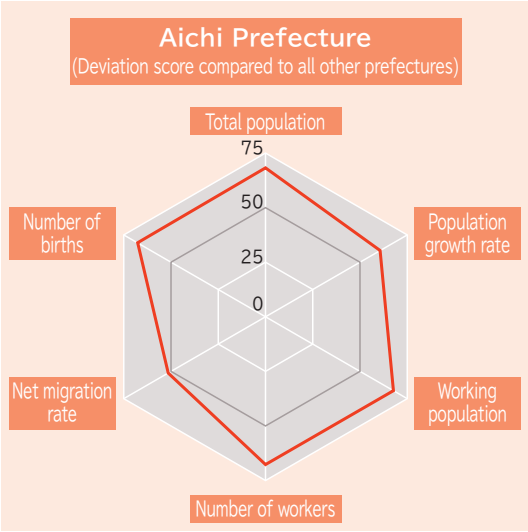 Aichi Prefecture
(Deviation score compared to all other prefectures)
Total population
75
50
25
0
Number of
births
Population
growth rate
Net migration
rate
Working
population
Number of workers